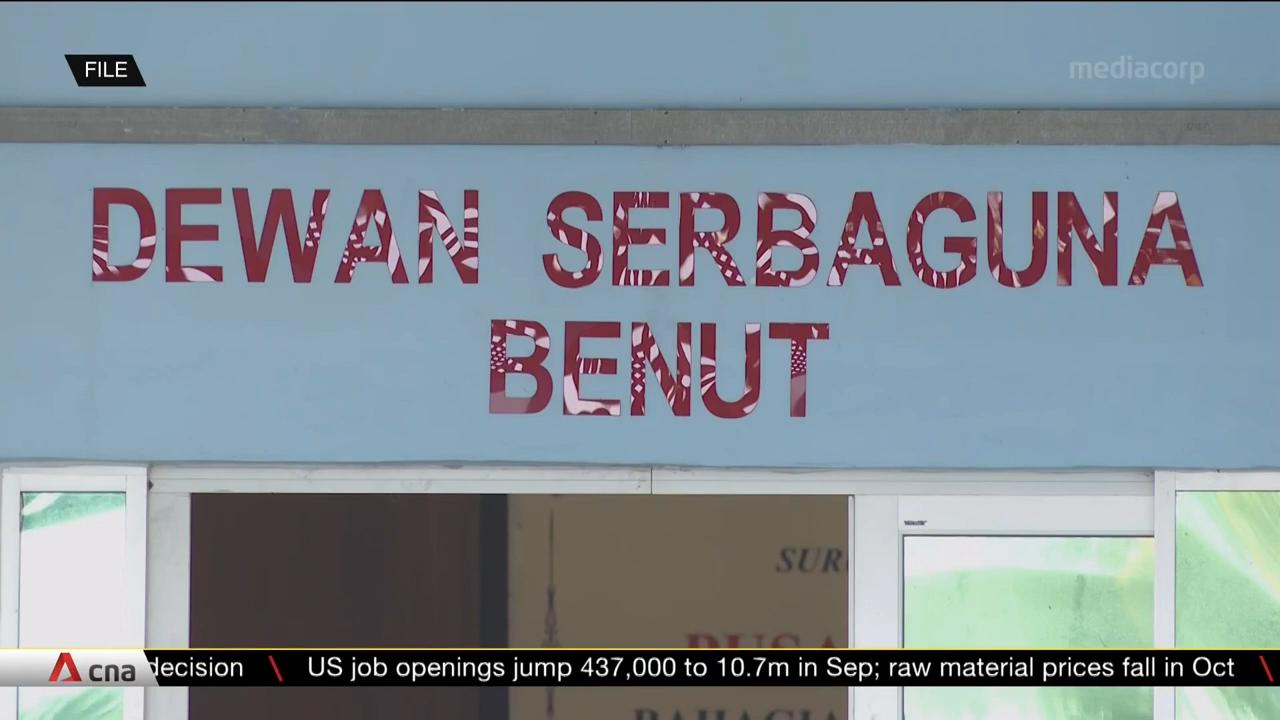 FILE
mediacorp
DEWAN SERBAGUNA
BENUT
cna decision \ US job openings jump 437,000 to 10.7m in Sep; raw material prices fall in Oct \